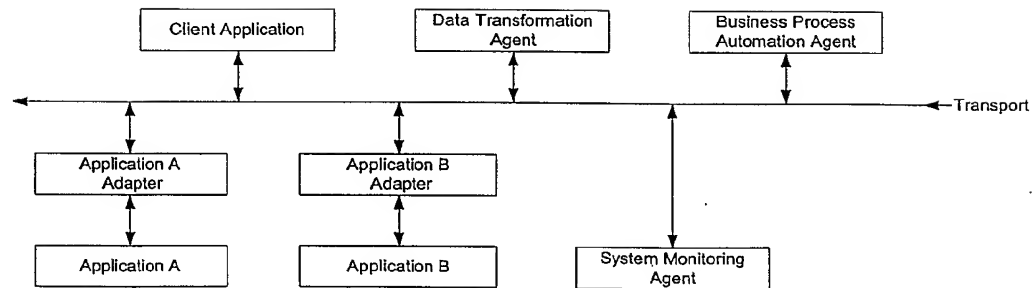 Client Application
Data Transformation
Agent
Business Process
Automation Agent
Transport
Application A
Adapter
Application B
Adapter
Application A
Application B
System Monitoring
Agent